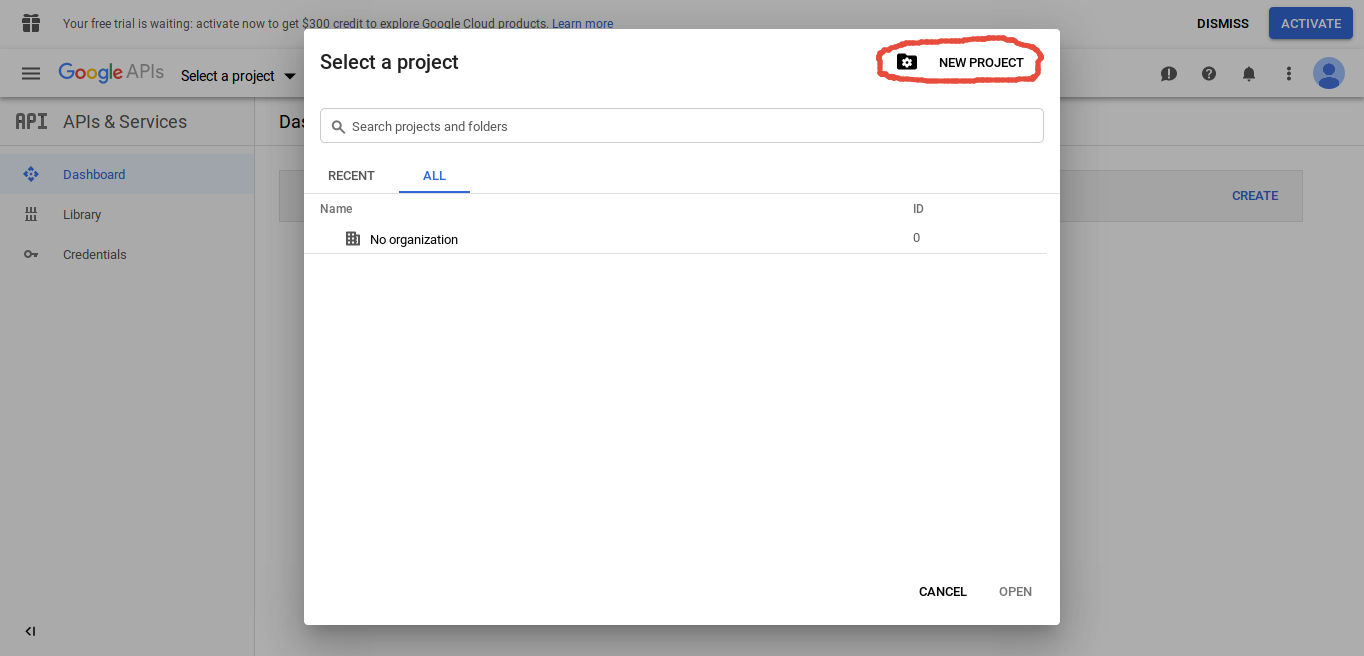 Your free trial is waiting: activate now to get $300 credit to explore Google Cloud products. Learn more
DISMISS
ACTIVATE
Google APIs
Select a project
API
APIs & Services
Das
Dashboard
Library
Credentials
CREATE
Select a project
NEW PROJECT
Search projects and folders
RECENT
ALL
Name
ID
No organization
0
CANCEL
OPEN